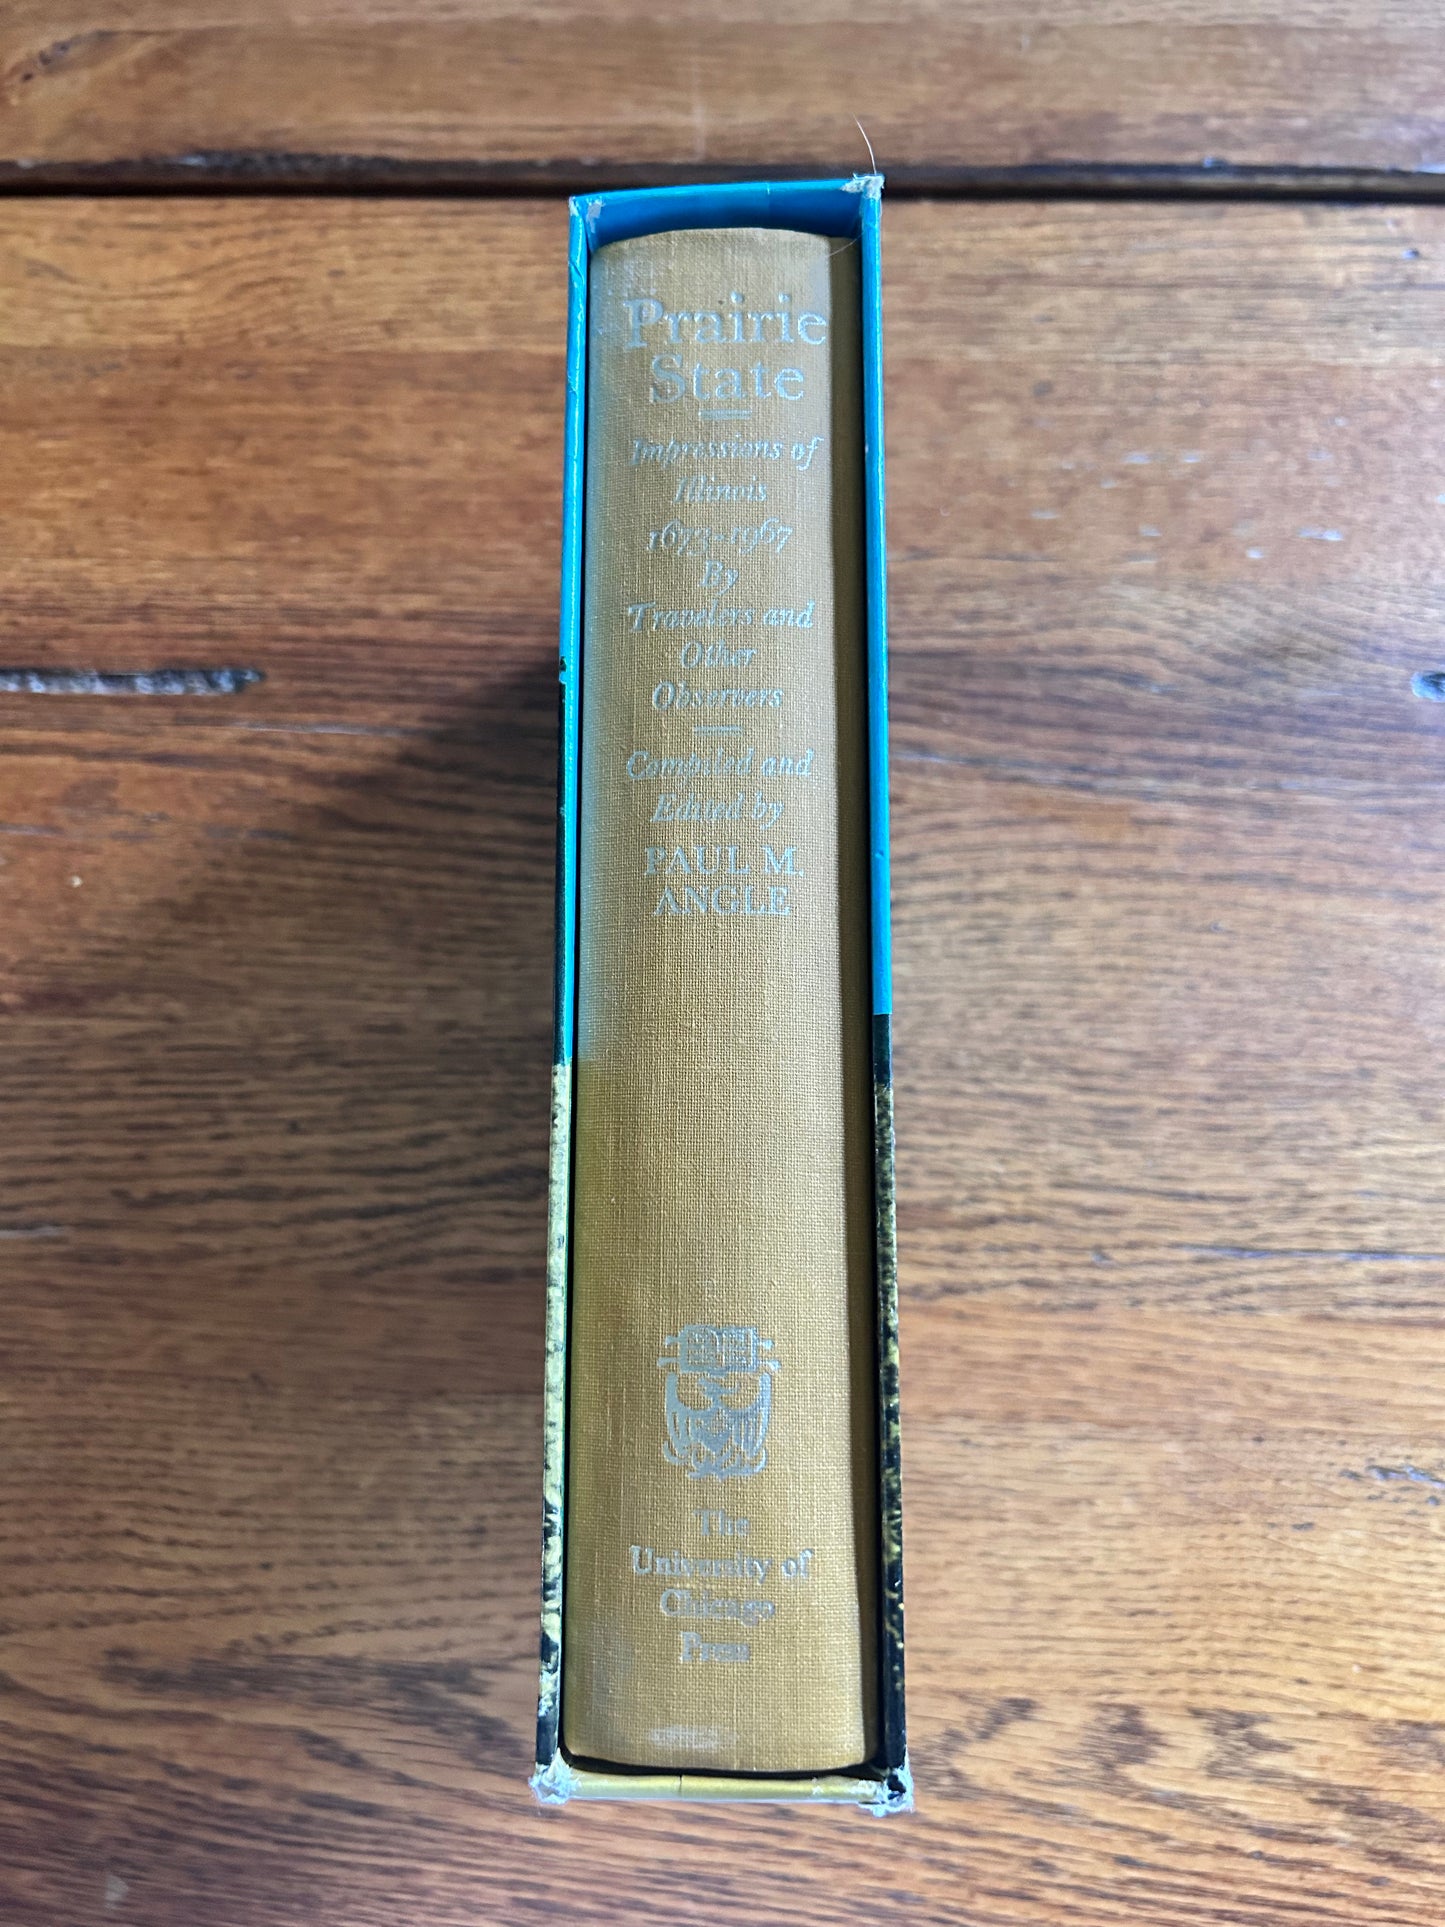 Prairie
State
Impressions of
Illinois
1673-1967
By
Travelers and
Other
Observers
Compiled and
Edited by
PAUL M.
ANGLE
The
University of
Chicago
Press